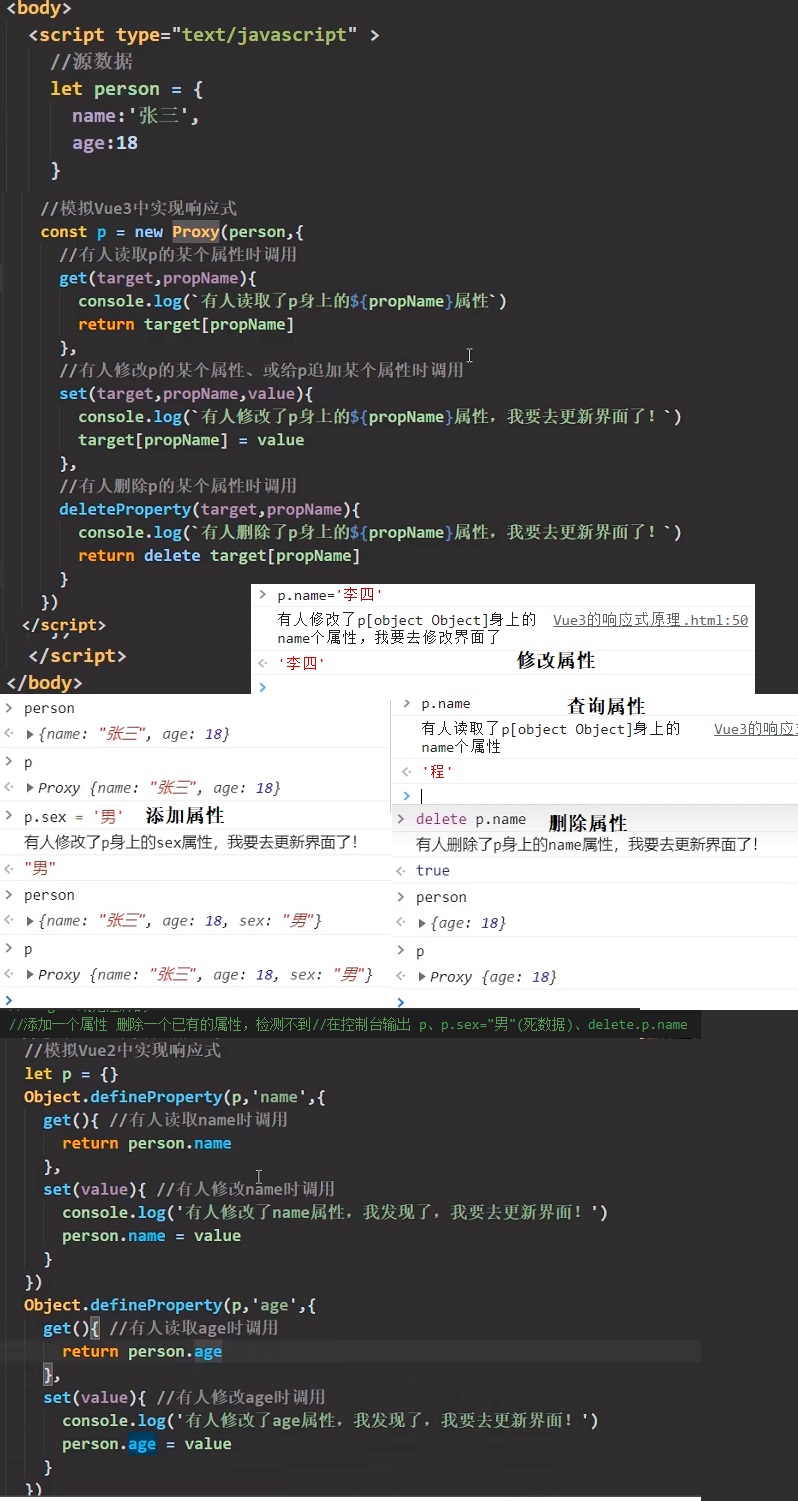 <body>
<script type="text/javascript" >
//源数据
let person = {
name:'张三',
age:18
}
//模拟Vue3中实现响应式
const p = new Proxy(person,{
//有人读取p的某个属性时调用
get(target,propName){
console.log(`有人读取了p身上的${propName}属性`)
return target[propName]
},
//有人修改p的某个属性、或给p追加某个属性时调用
set(target,propName,value){
console.log(`有人修改了p身上的${propName}属性，我要去更新界面了！`)
target[propName] = value
},
//有人删除p的某个属性时调用
deleteProperty(target,propName){
console.log(`有人删除了p身上的${propName}属性，我要去更新界面了！`)
return delete target[propName]
}
})
</script>
</script>
</body>
> p.name='李四'
有人修改了p[object Object]身上的 Vue3的响应式原理.html:50
name个属性，我要去修改界面了
'李四' 修改属性
>
> person
{name: "张三", age: 18}
> p
Proxy {name: "张三", age: 18}
> p.sex = '男' 添加属性
有人修改了p身上的sex属性，我要去更新界面了！
"男"
> person
{name: "张三", age: 18, sex: "男"}
> p
Proxy {name: "张三", age: 18, sex: "男"}
>
> p.name 查询属性
有人读取了p[object Object]身上的 Vue3的响应
name个属性
'程'
>
> delete p.name 删除属性
有人删除了p身上的name属性，我要去更新界面了！
true
> person
{age: 18}
> p
Proxy {age: 18}
>
//添加一个属性 删除一个已有的属性，检测不到//在控制台输出 p、p.sex="男"(死数据)、delete.p.name
//模拟Vue2中实现响应式
let p = {}
Object.defineProperty(p,'name',{
get(){ //有人读取name时调用
return person.name
},
set(value){ //有人修改name时调用
console.log('有人修改了name属性，我发现了，我要去更新界面！')
person.name = value
}
})
Object.defineProperty(p,'age',{
get(){ //有人读取age时调用
return person.age
},
set(value){ //有人修改age时调用
console.log('有人修改了age属性，我发现了，我要去更新界面！')
person.age = value
}
})